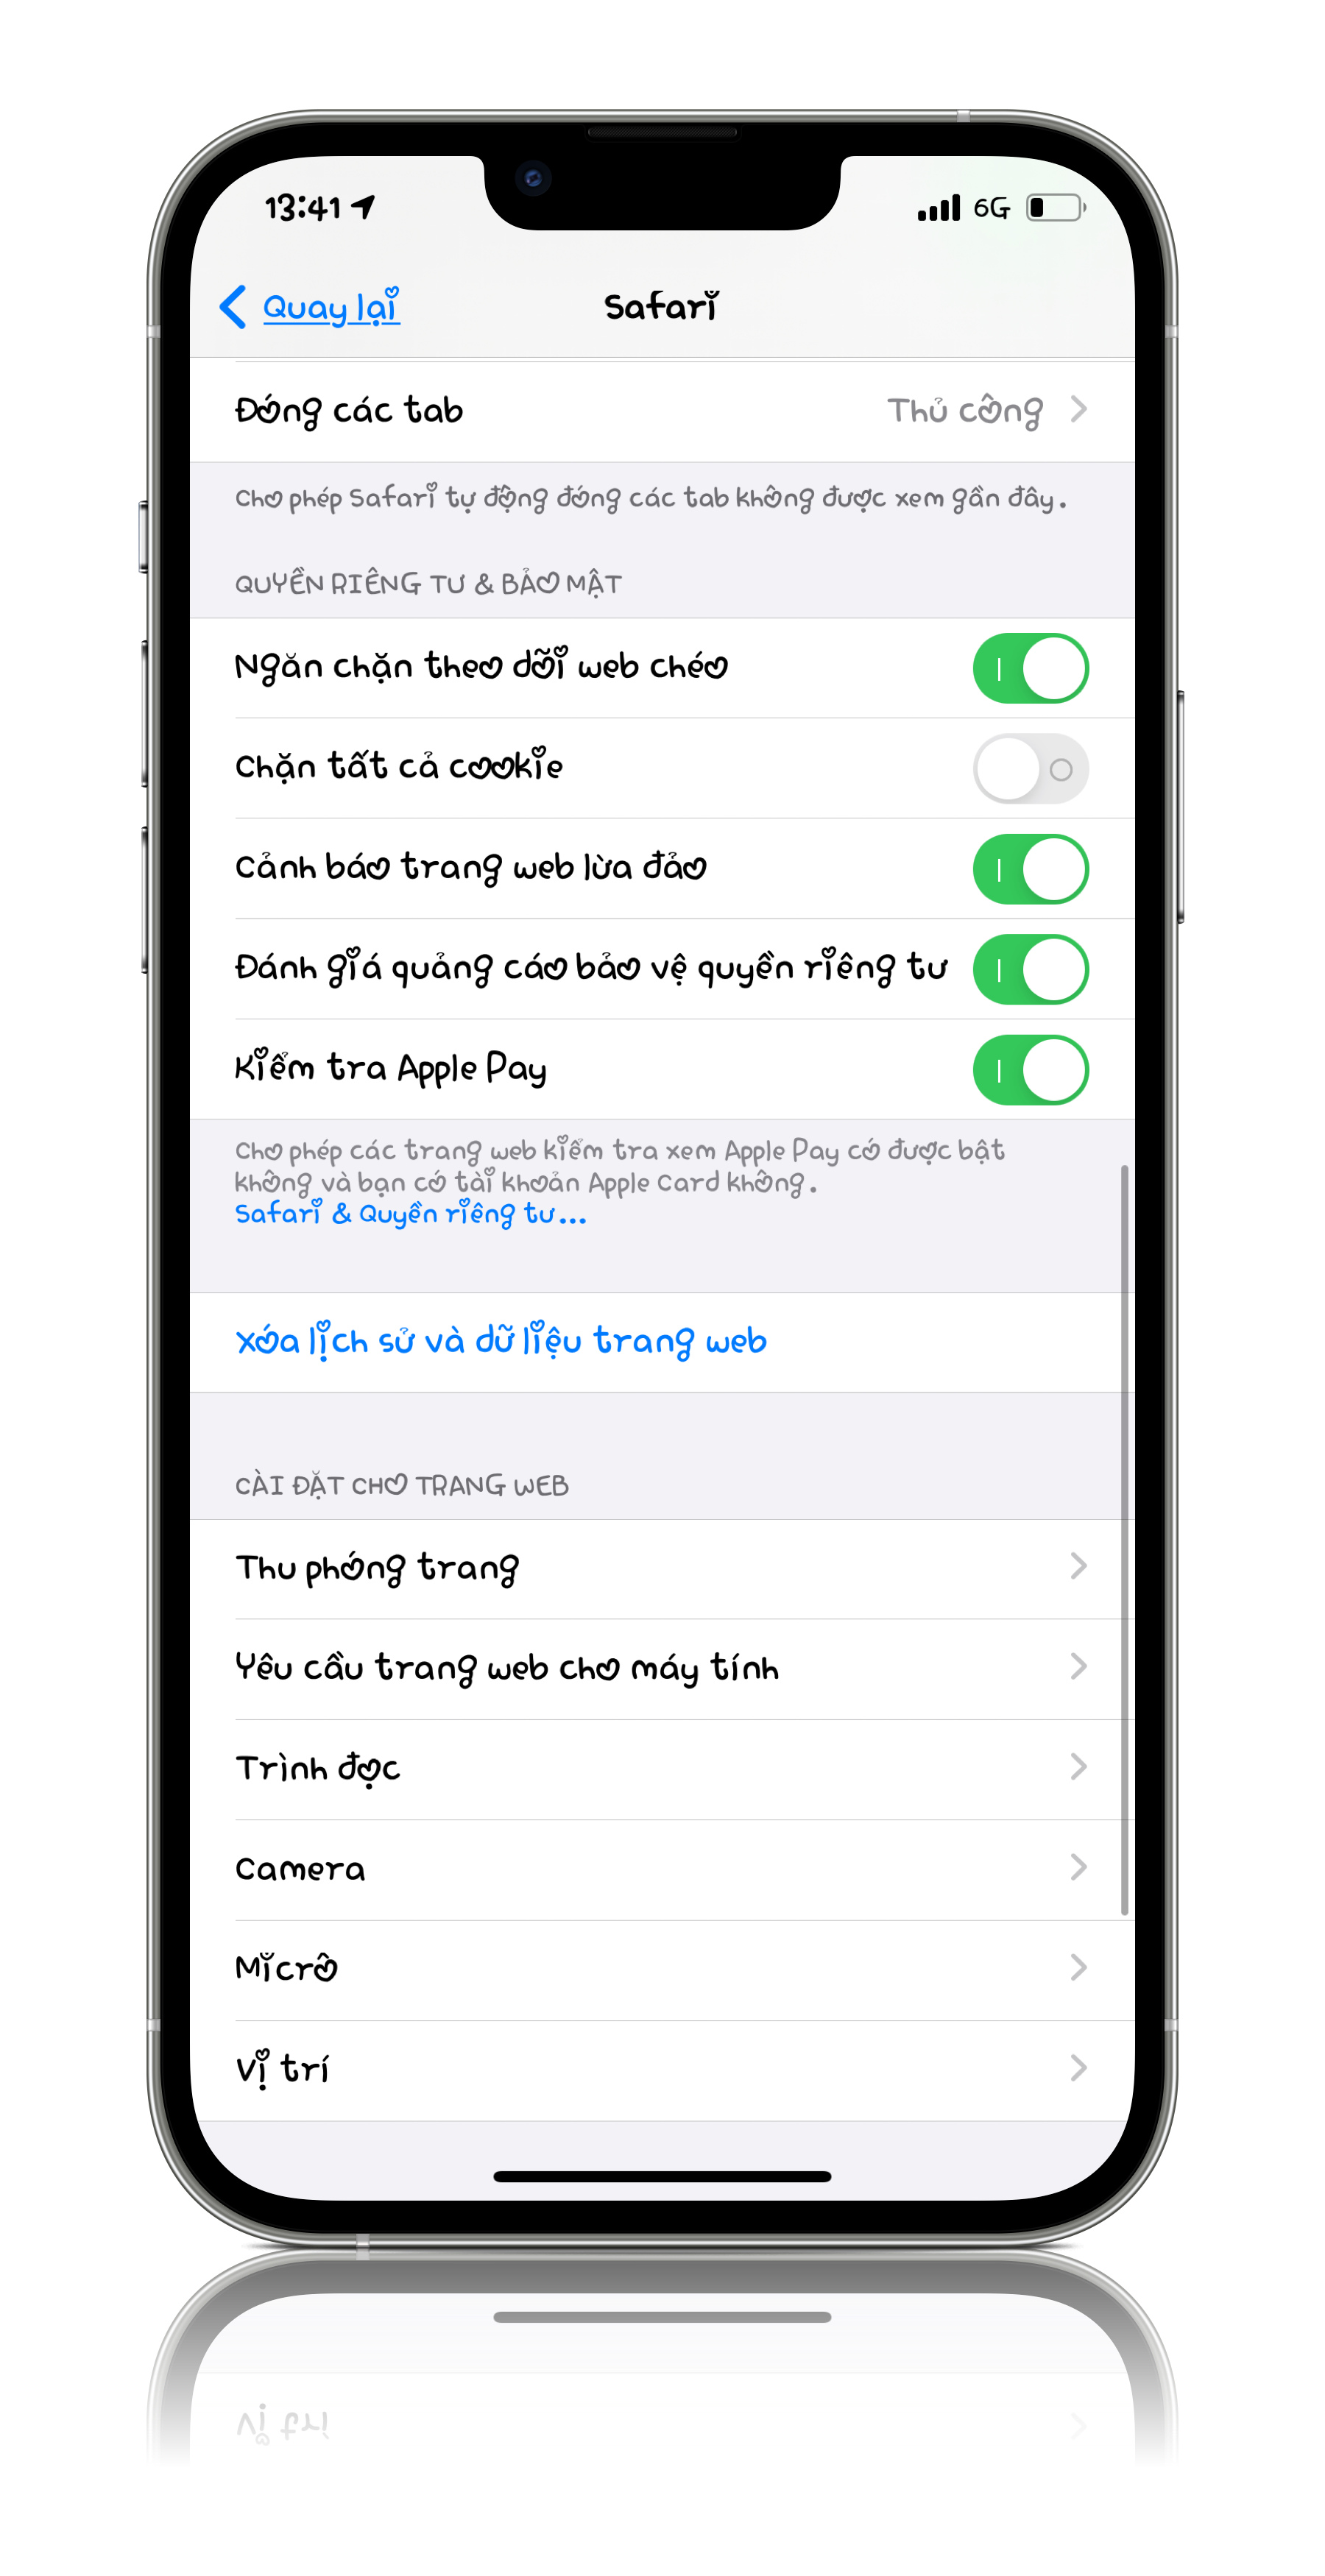 13:41
6G
Quay lại
Safari
Đóng các tab
Thủ công
Cho phép Safari tự động đóng các tab không được xem gần đây.
QUYỀN RIÊNG TƯ & BẢO MẬT
Ngăn chặn theo dõi web chéo
Chặn tất cả cookie
Cảnh báo trang web lừa đảo
Đánh giá quảng cáo bảo vệ quyền riêng tư
Kiểm tra Apple Pay
Cho phép các trang web kiểm tra xem Apple Pay có được bật
không và bạn có tài khoản Apple Card không.
Safari & Quyền riêng tư...
Xóa lịch sử và dữ liệu trang web
CÀI ĐẶT CHO TRANG WEB
Thu phóng trang
Yêu cầu trang web cho máy tính
Trình đọc
Camera
Micrô
Vị trí